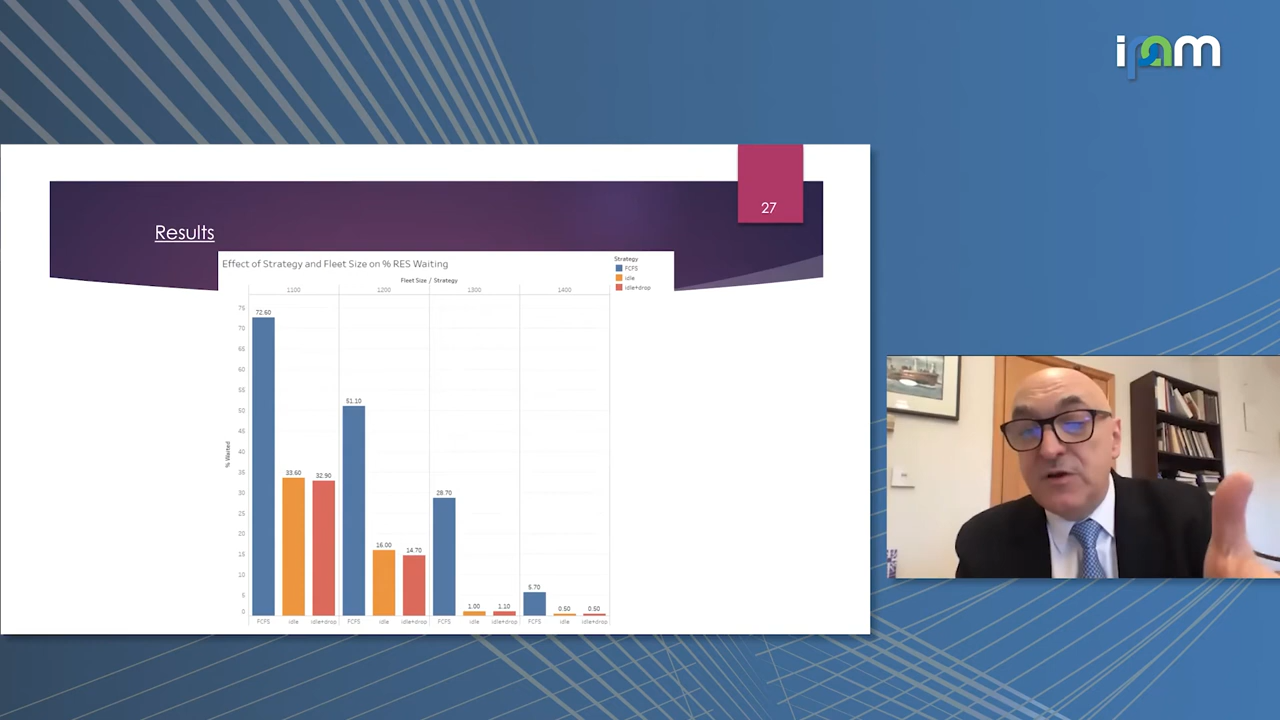 ipam
27
Results
Effect of Strategy and Fleet Size on % RES Waiting
Fleet Size / Strategy
Strategy
FCFS
idle
idle+drop
1100 1200 1300 1400
% Waited
75
70
65
60
55
50
45
40
35
30
25
20
15
10
5
0
72.60 33.60 32.90 51.10 16.00 14.70 28.70 1.00 1.10 5.70 0.50 0.50
FCFS idle idle+drop FCFS idle idle+drop FCFS idle idle+drop FCFS idle idle+drop